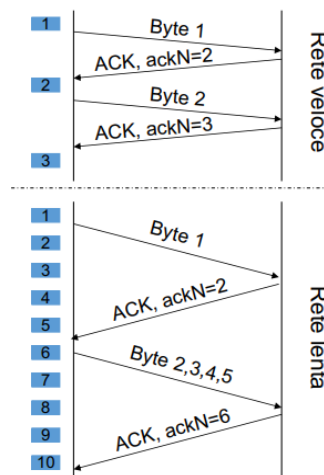 1
Byte 1
ACK, ackN=2
2
Byte 2
ACK, ackN=3
3
Rete veloce
1
2
Byte 1
3
4
ACK, ackN=2
5
6
Byte 2,3,4,5
7
8
9
ACK, ackN=6
10
Rete lenta